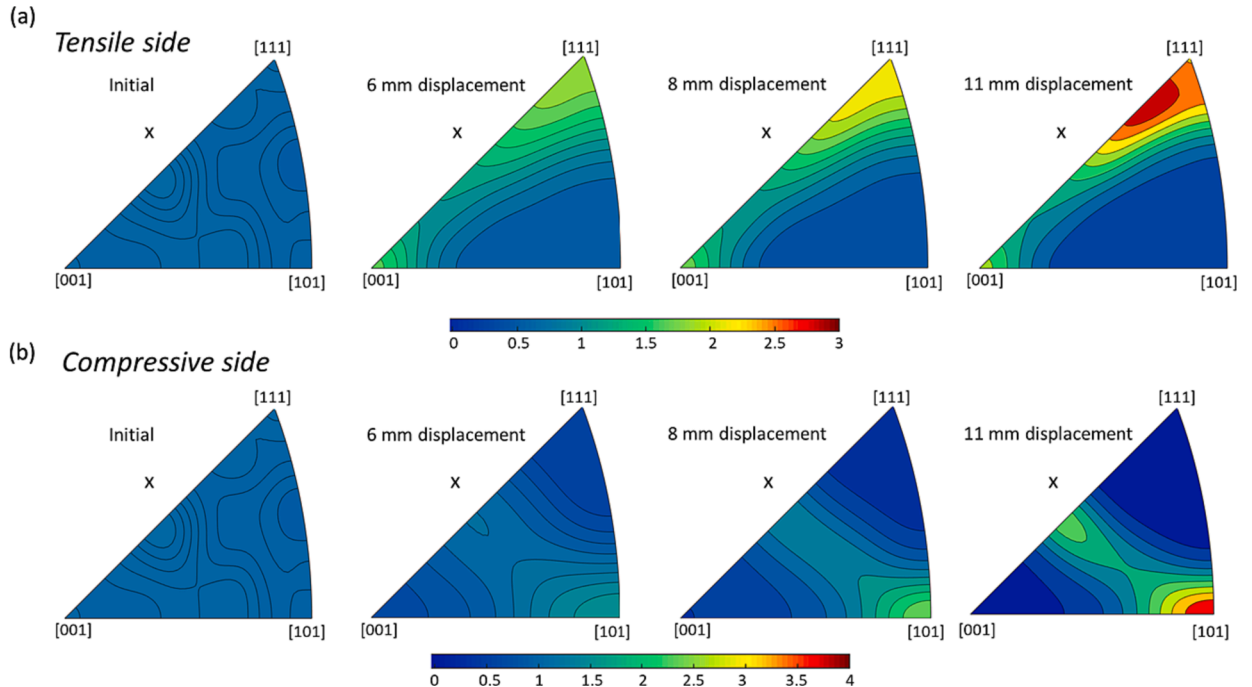 (a)
Tensile side
[111] [111] [111] [111]
Initial 6 mm displacement 8 mm displacement 11 mm displacement
x x x x
[001] [101] [001] [101] [001] [101] [001] [101]
0 0.5 1 1.5 2 2.5 3
(b)
Compressive side
[111] [111] [111] [111]
Initial 6 mm displacement 8 mm displacement 11 mm displacement
x x x x
[001] [101] [001] [101] [001] [101] [001] [101]
0 0.5 1 1.5 2 2.5 3 3.5 4